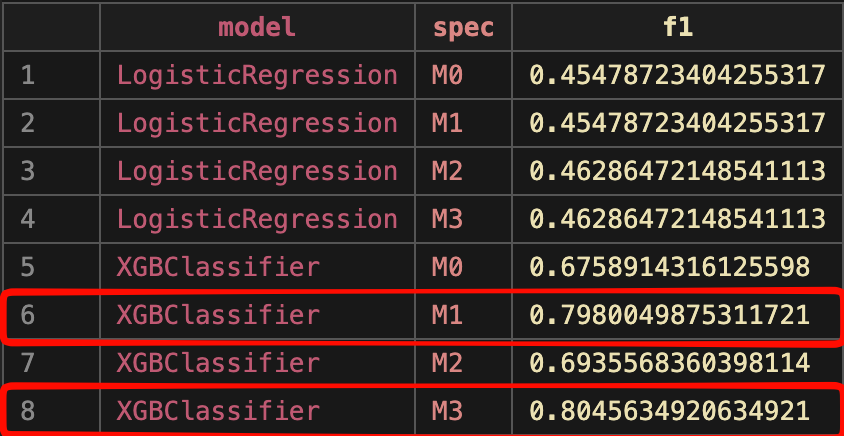 model spec f1
1 LogisticRegression M0 0.45478723404255317
2 LogisticRegression M1 0.45478723404255317
3 LogisticRegression M2 0.46286472148541113
4 LogisticRegression M3 0.46286472148541113
5 XGBClassifier M0 0.6758914316125598
6 XGBClassifier M1 0.7980049875311721
7 XGBClassifier M2 0.6935568360398114
8 XGBClassifier M3 0.8045634920634921